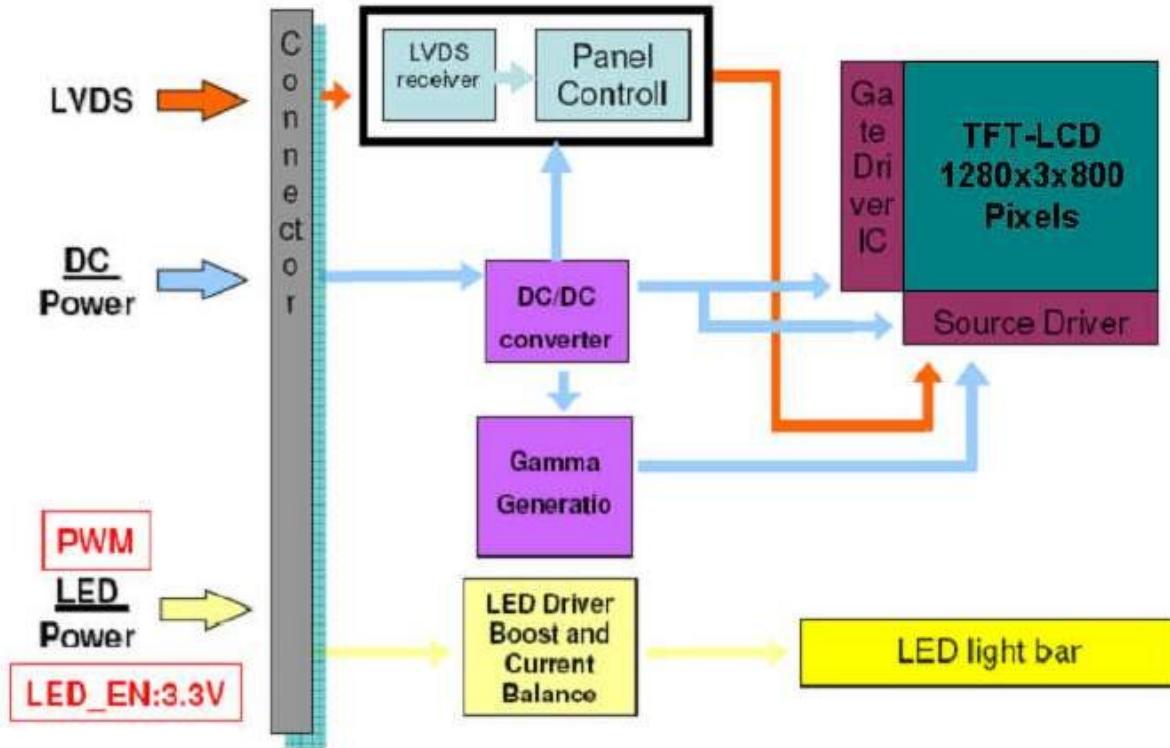 LVDS
DC
Power
PWM
LED
Power
LED_EN:3.3V
C
o
n
n
e
ct
o
r
LVDS
receiver
Panel
Controll
DC/DC
converter
Gamma
Generatio
LED Driver
Boost and
Current
Balance
Ga
te
Dri
ver
IC
TFT-LCD
1280x3x800
Pixels
Source Driver
LED light bar